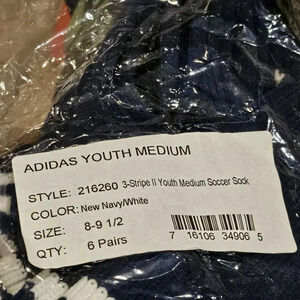 ADIDAS YOUTH MEDIUM
STYLE: 216260 3-Stripe II Youth Medium Soccer Sock
COLOR: New Navy/White
SIZE: 8-9 1/2
QTY: 6 Pairs
7 16106 34906 5